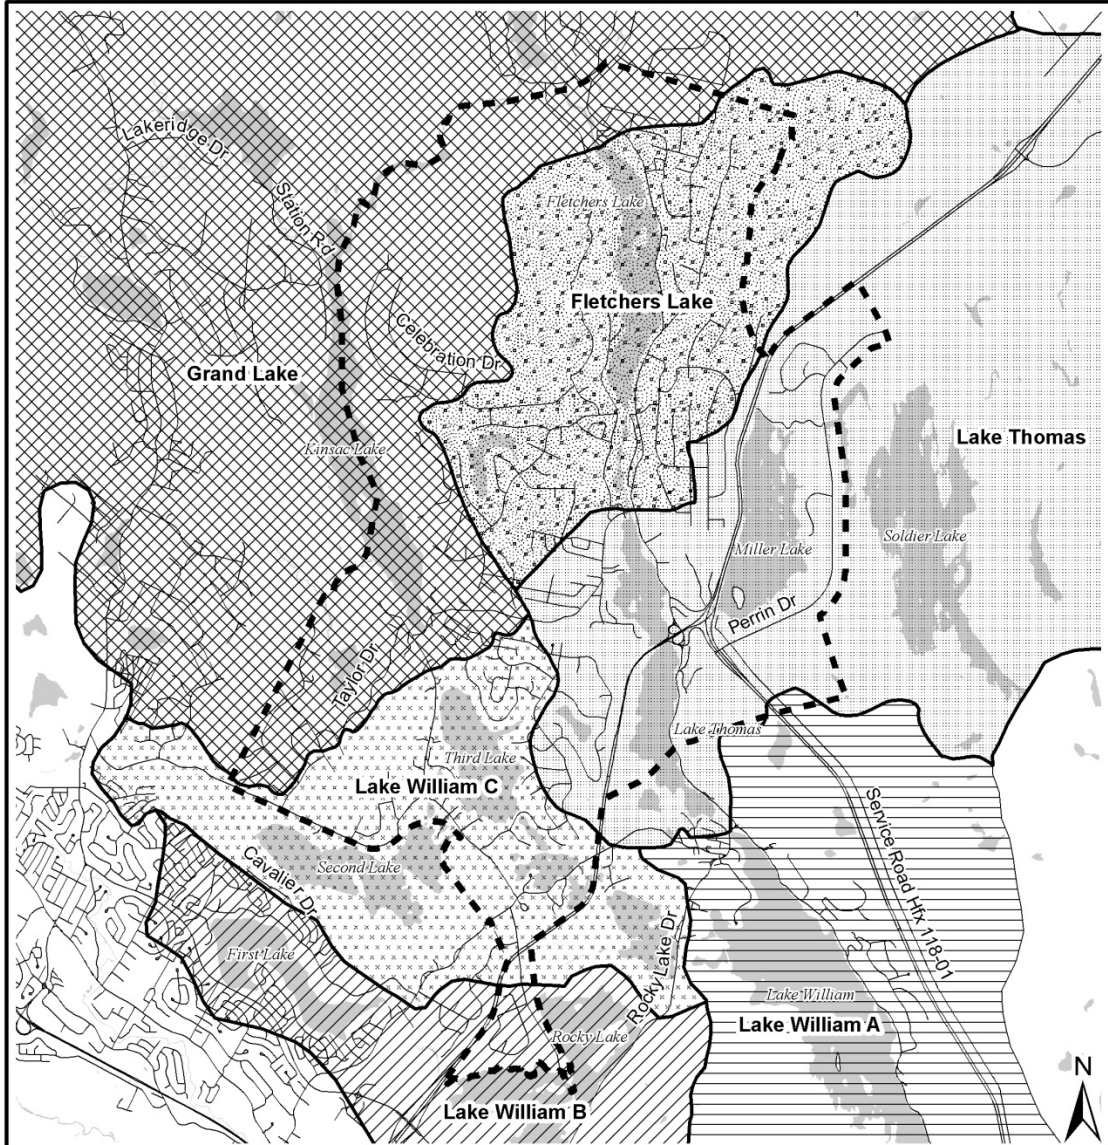 Lakeridge Dr
Station Rd
Fletchers Lake
Fletchers Lake
Celebration Dr
Grand Lake
Lake Thomas
Kinsac Lake
Miller Lake
Soldier Lake
Perrin Dr
Taylor Dr
Lake Thomas
Third Lake
Lake William C
Service Road Hfx 118-01
Second Lake
Cavalier Dr
First Lake
Rocky Lake Dr
Lake William
Lake William A
Rocky Lake
Lake William B
N